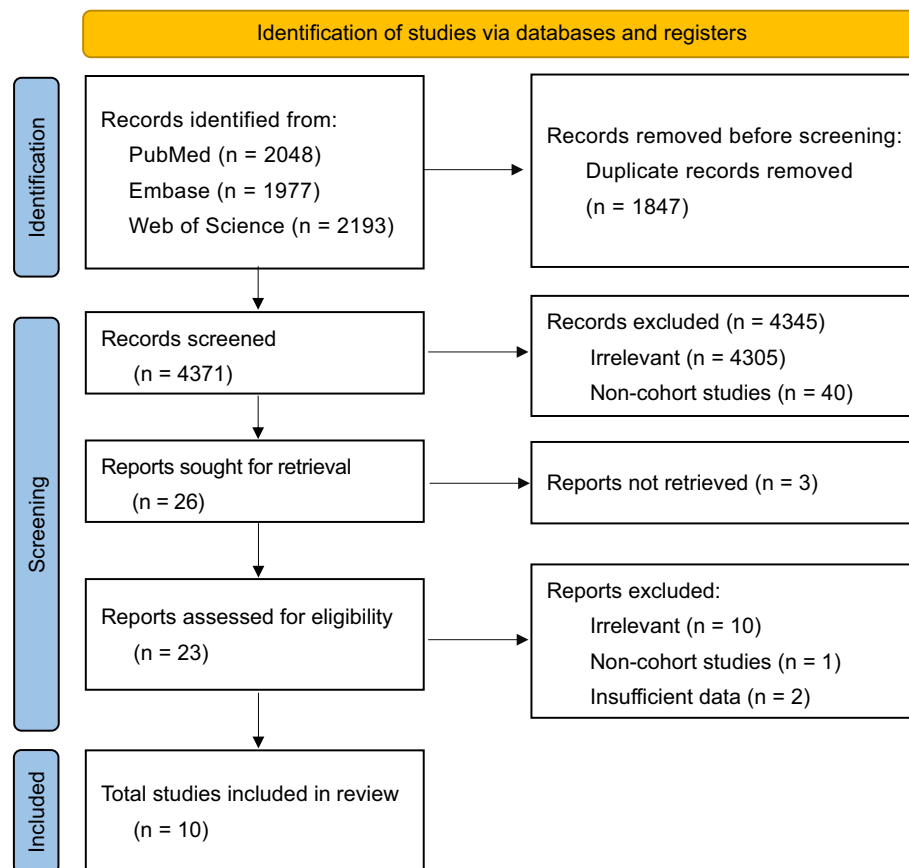 Identification of studies via databases and registers
Identification
Records identified from:
PubMed (n = 2048)
Embase (n = 1977)
Web of Science (n = 2193)
Records removed before screening:
Duplicate records removed
(n = 1847)
Screening
Records screened
(n = 4371)
Records excluded (n = 4345)
Irrelevant (n = 4305)
Non-cohort studies (n = 40)
Reports sought for retrieval
(n = 26)
Reports not retrieved (n = 3)
Reports assessed for eligibility
(n = 23)
Reports excluded:
Irrelevant (n = 10)
Non-cohort studies (n = 1)
Insufficient data (n = 2)
Included
Total studies included in review
(n = 10)